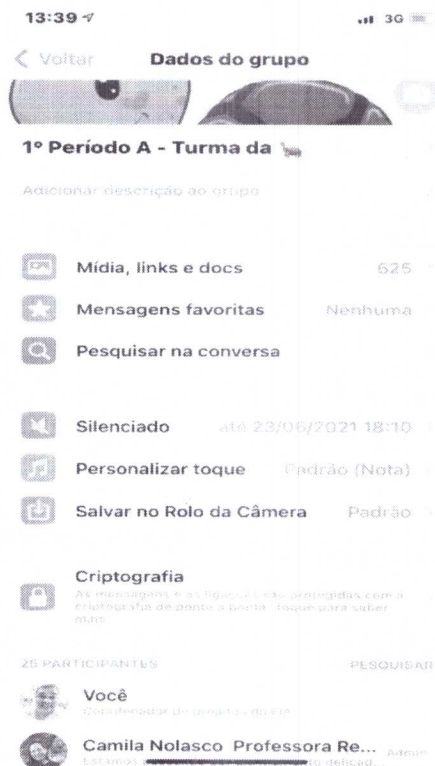 13:39
3G
Voltar
Dados do grupo
1º Período A - Turma da 🐂
Adicionar descrição ao grupo
Mídia, links e docs 625
Mensagens favoritas Nenhuma
Pesquisar na conversa
Silenciado até 23/06/2021 18:10
Personalizar toque Padrão (Nota)
Salvar no Rolo da Câmera Padrão
Criptografia
As mensagens e as ligações são protegidas com a
criptografia de ponta a ponta. Toque para saber
mais.
25 PARTICIPANTES PESQUISAR
Você
Coordenador de
Camila Nolasco Professora Re... Admin
Estamos